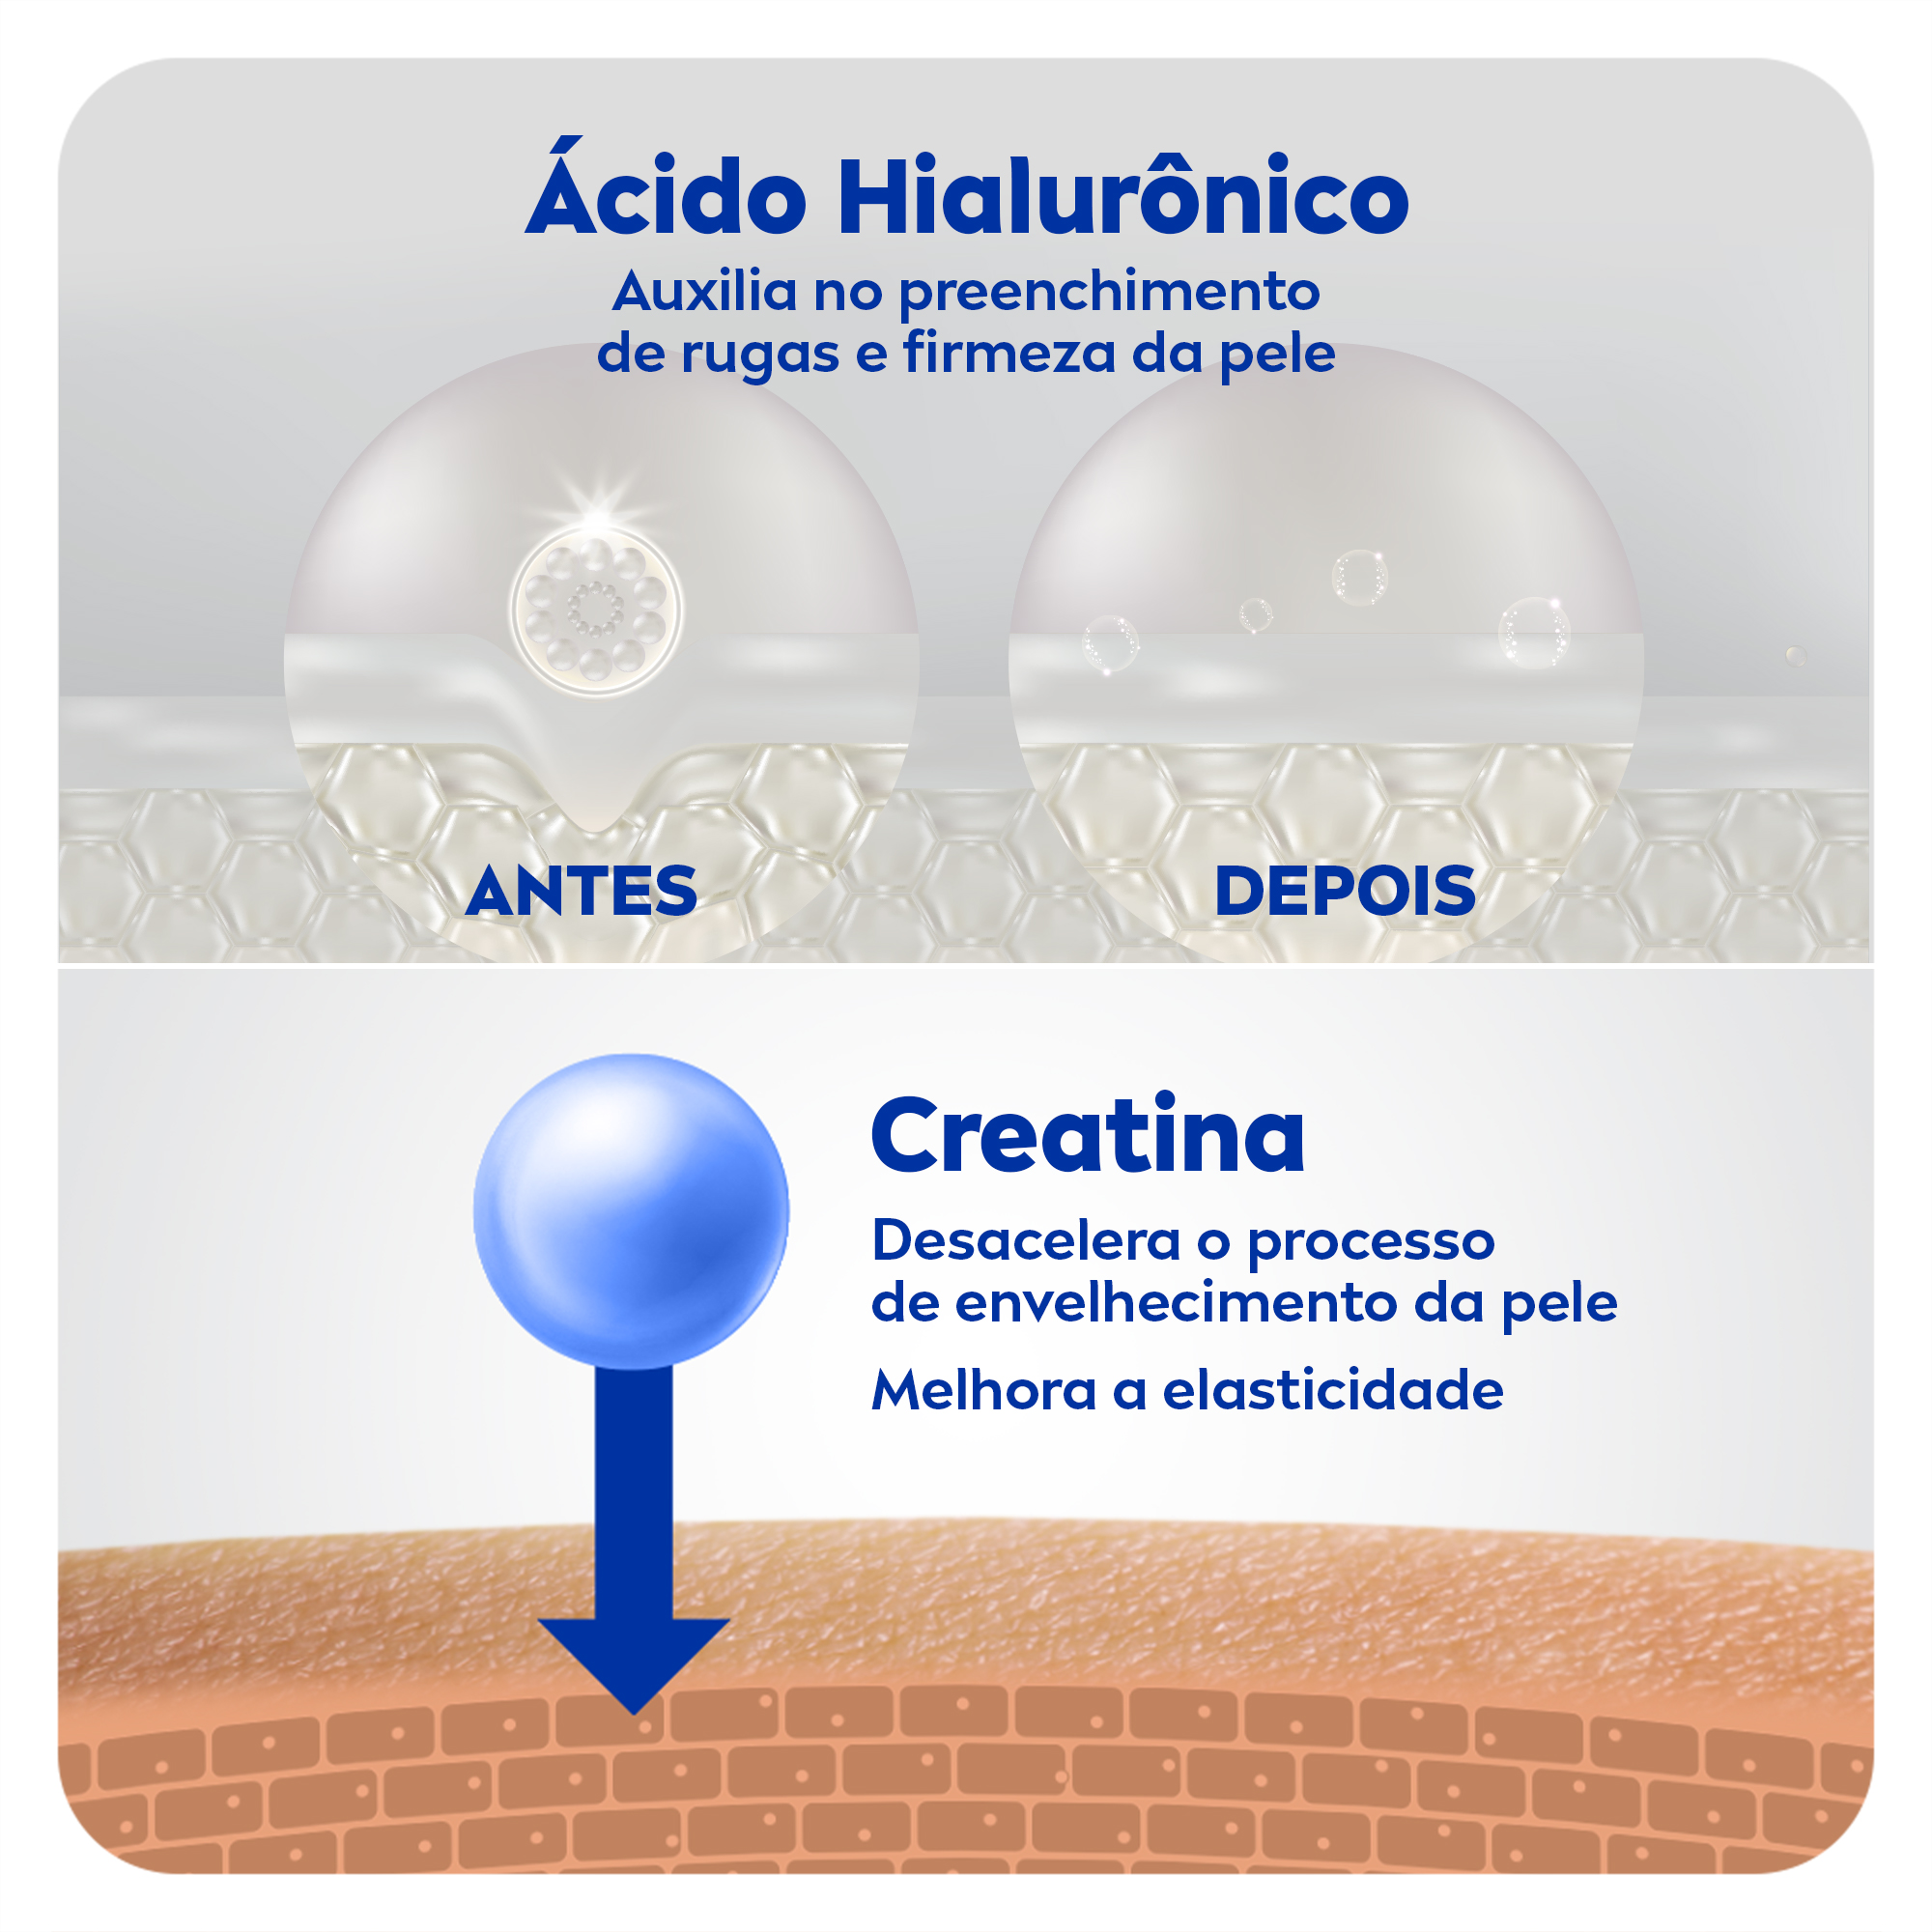 Ácido Hialurônico
Auxilia no preenchimento
de rugas e firmeza da pele
ANTES
DEPOIS
Creatina
Desacelera o processo
de envelhecimento da pele
Melhora a elasticidade